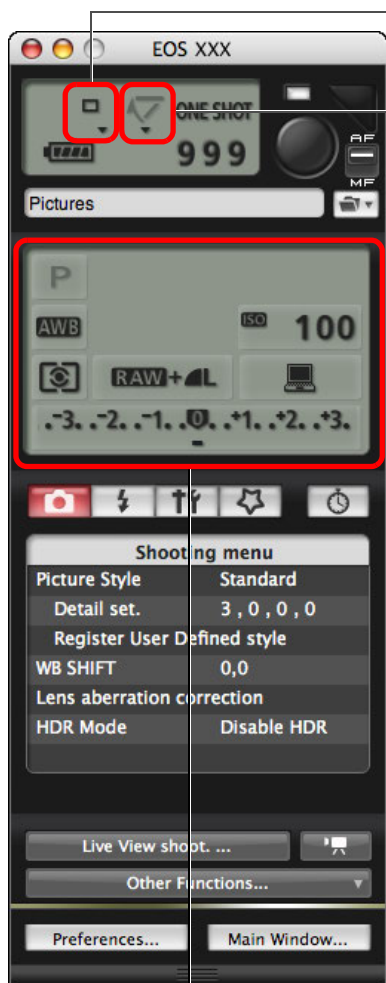 EOS XXX
ONE SHOT
999
AF
MF
Pictures
P
AWB
ISO 100
RAW+L
.-3. .-2. .-1. .0. .+1. .+2. .+3.
Shooting menu
Picture Style Standard
Detail set. 3 , 0 , 0 , 0
Register User Defined style
WB SHIFT 0,0
Lens aberration correction
HDR Mode Disable HDR
Live View shoot. ...
Other Functions...
Preferences... Main Window...